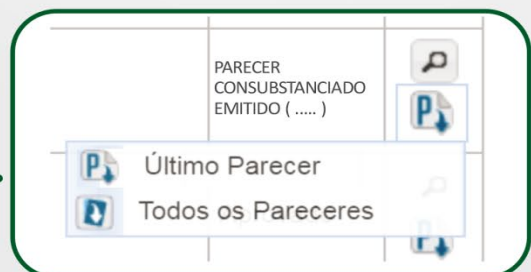 PARECER
CONSUBSTANCIADO
EMITIDO ( ..... )
P
P Último Parecer
Todos os Pareceres
P